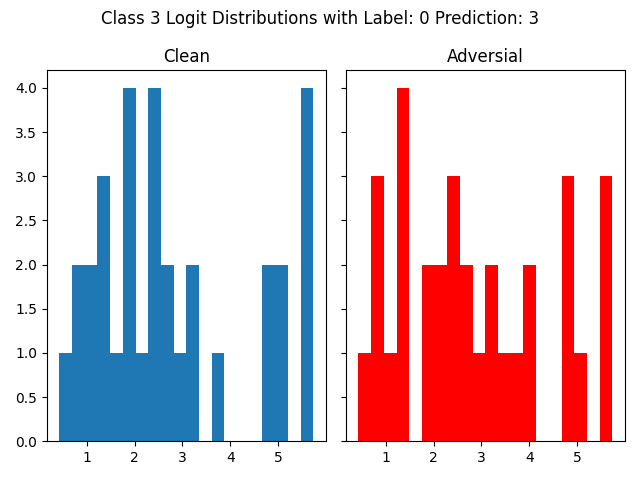 Class 3 Logit Distributions with Label: 0 Prediction: 3
Clean
Adversial
4.0
3.5
3.0
2.5
2.0
1.5
1.0
0.5
0.0
1 2 3 4 5
1 2 3 4 5